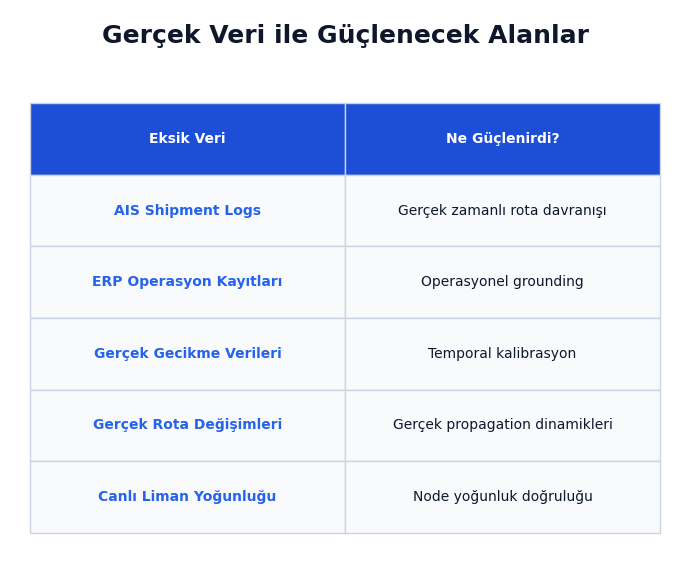 Gerçek Veri ile Güçlenecek Alanlar
Eksik Veri
Ne Güçlenirdi?
AIS Shipment Logs
Gerçek zamanlı rota davranışı
ERP Operasyon Kayıtları
Operasyonel grounding
Gerçek Gecikme Verileri
Temporal kalibrasyon
Gerçek Rota Değişimleri
Gerçek propagation dinamikleri
Canlı Liman Yoğunluğu
Node yoğunluk doğruluğu